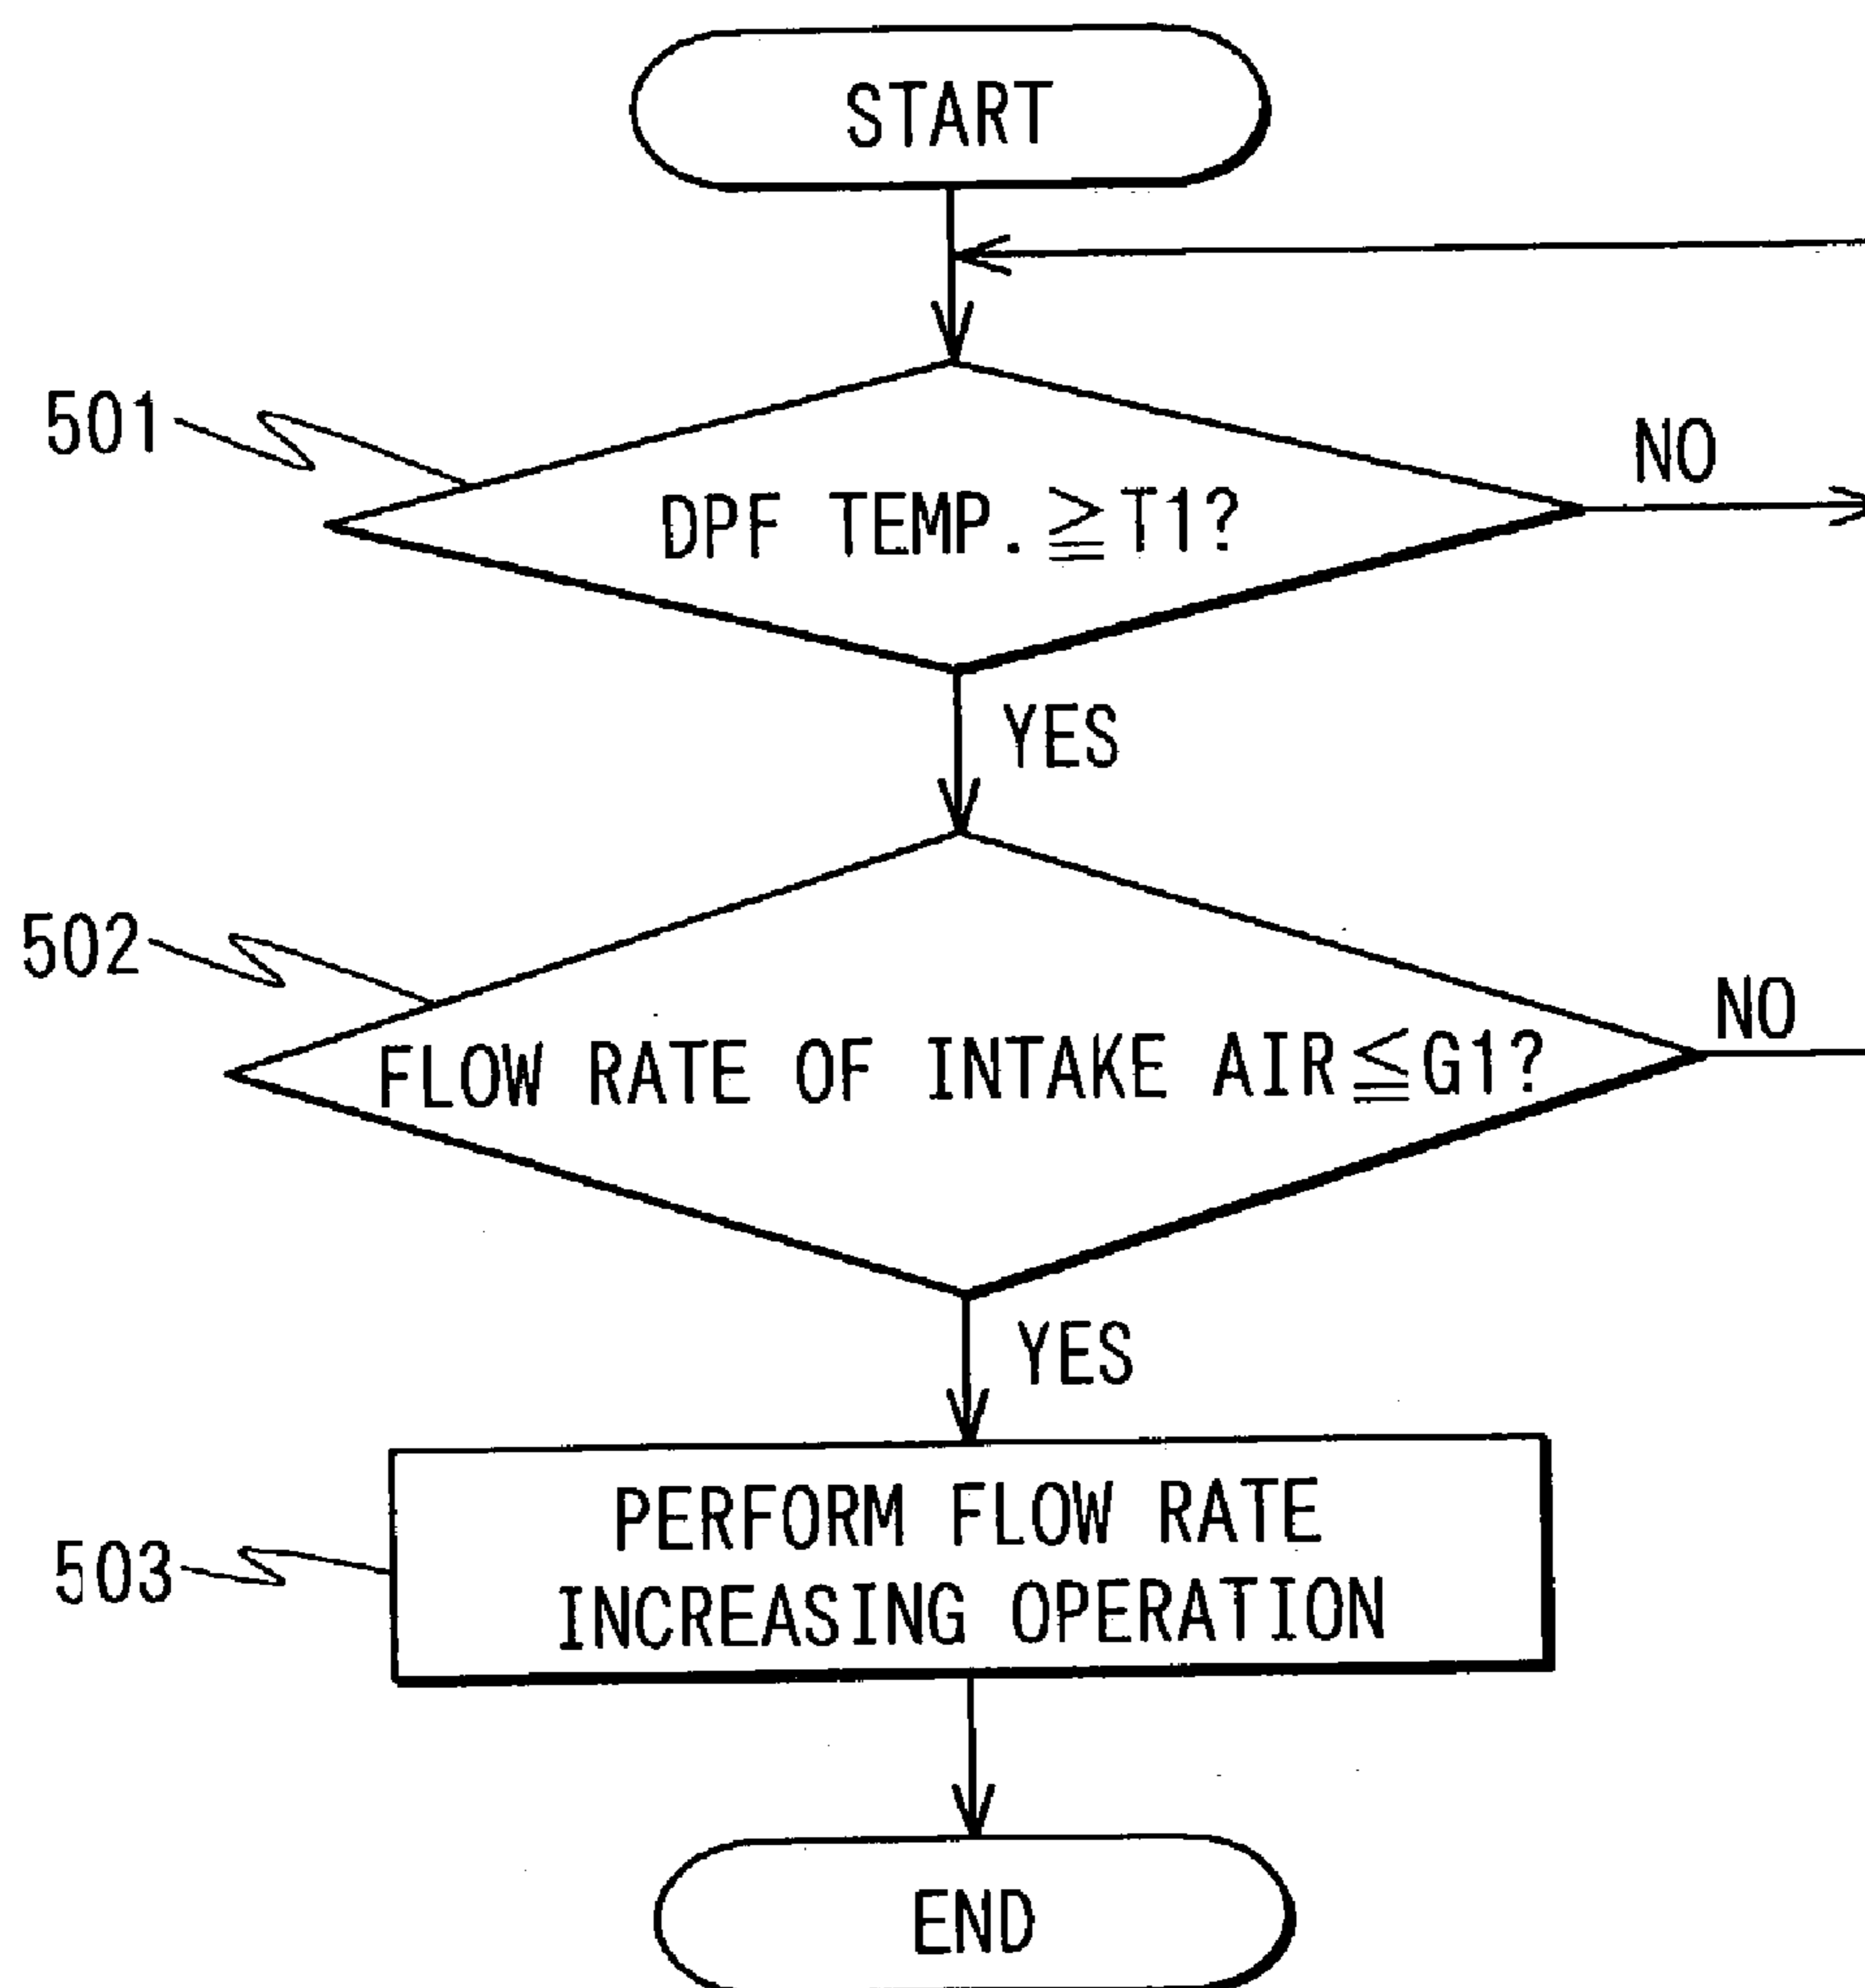 START
501
DPF TEMP.≧T1?
NO
YES
502
FLOW RATE OF INTAKE AIR≦G1?
NO
YES
503
PERFORM FLOW RATE
INCREASING OPERATION
END